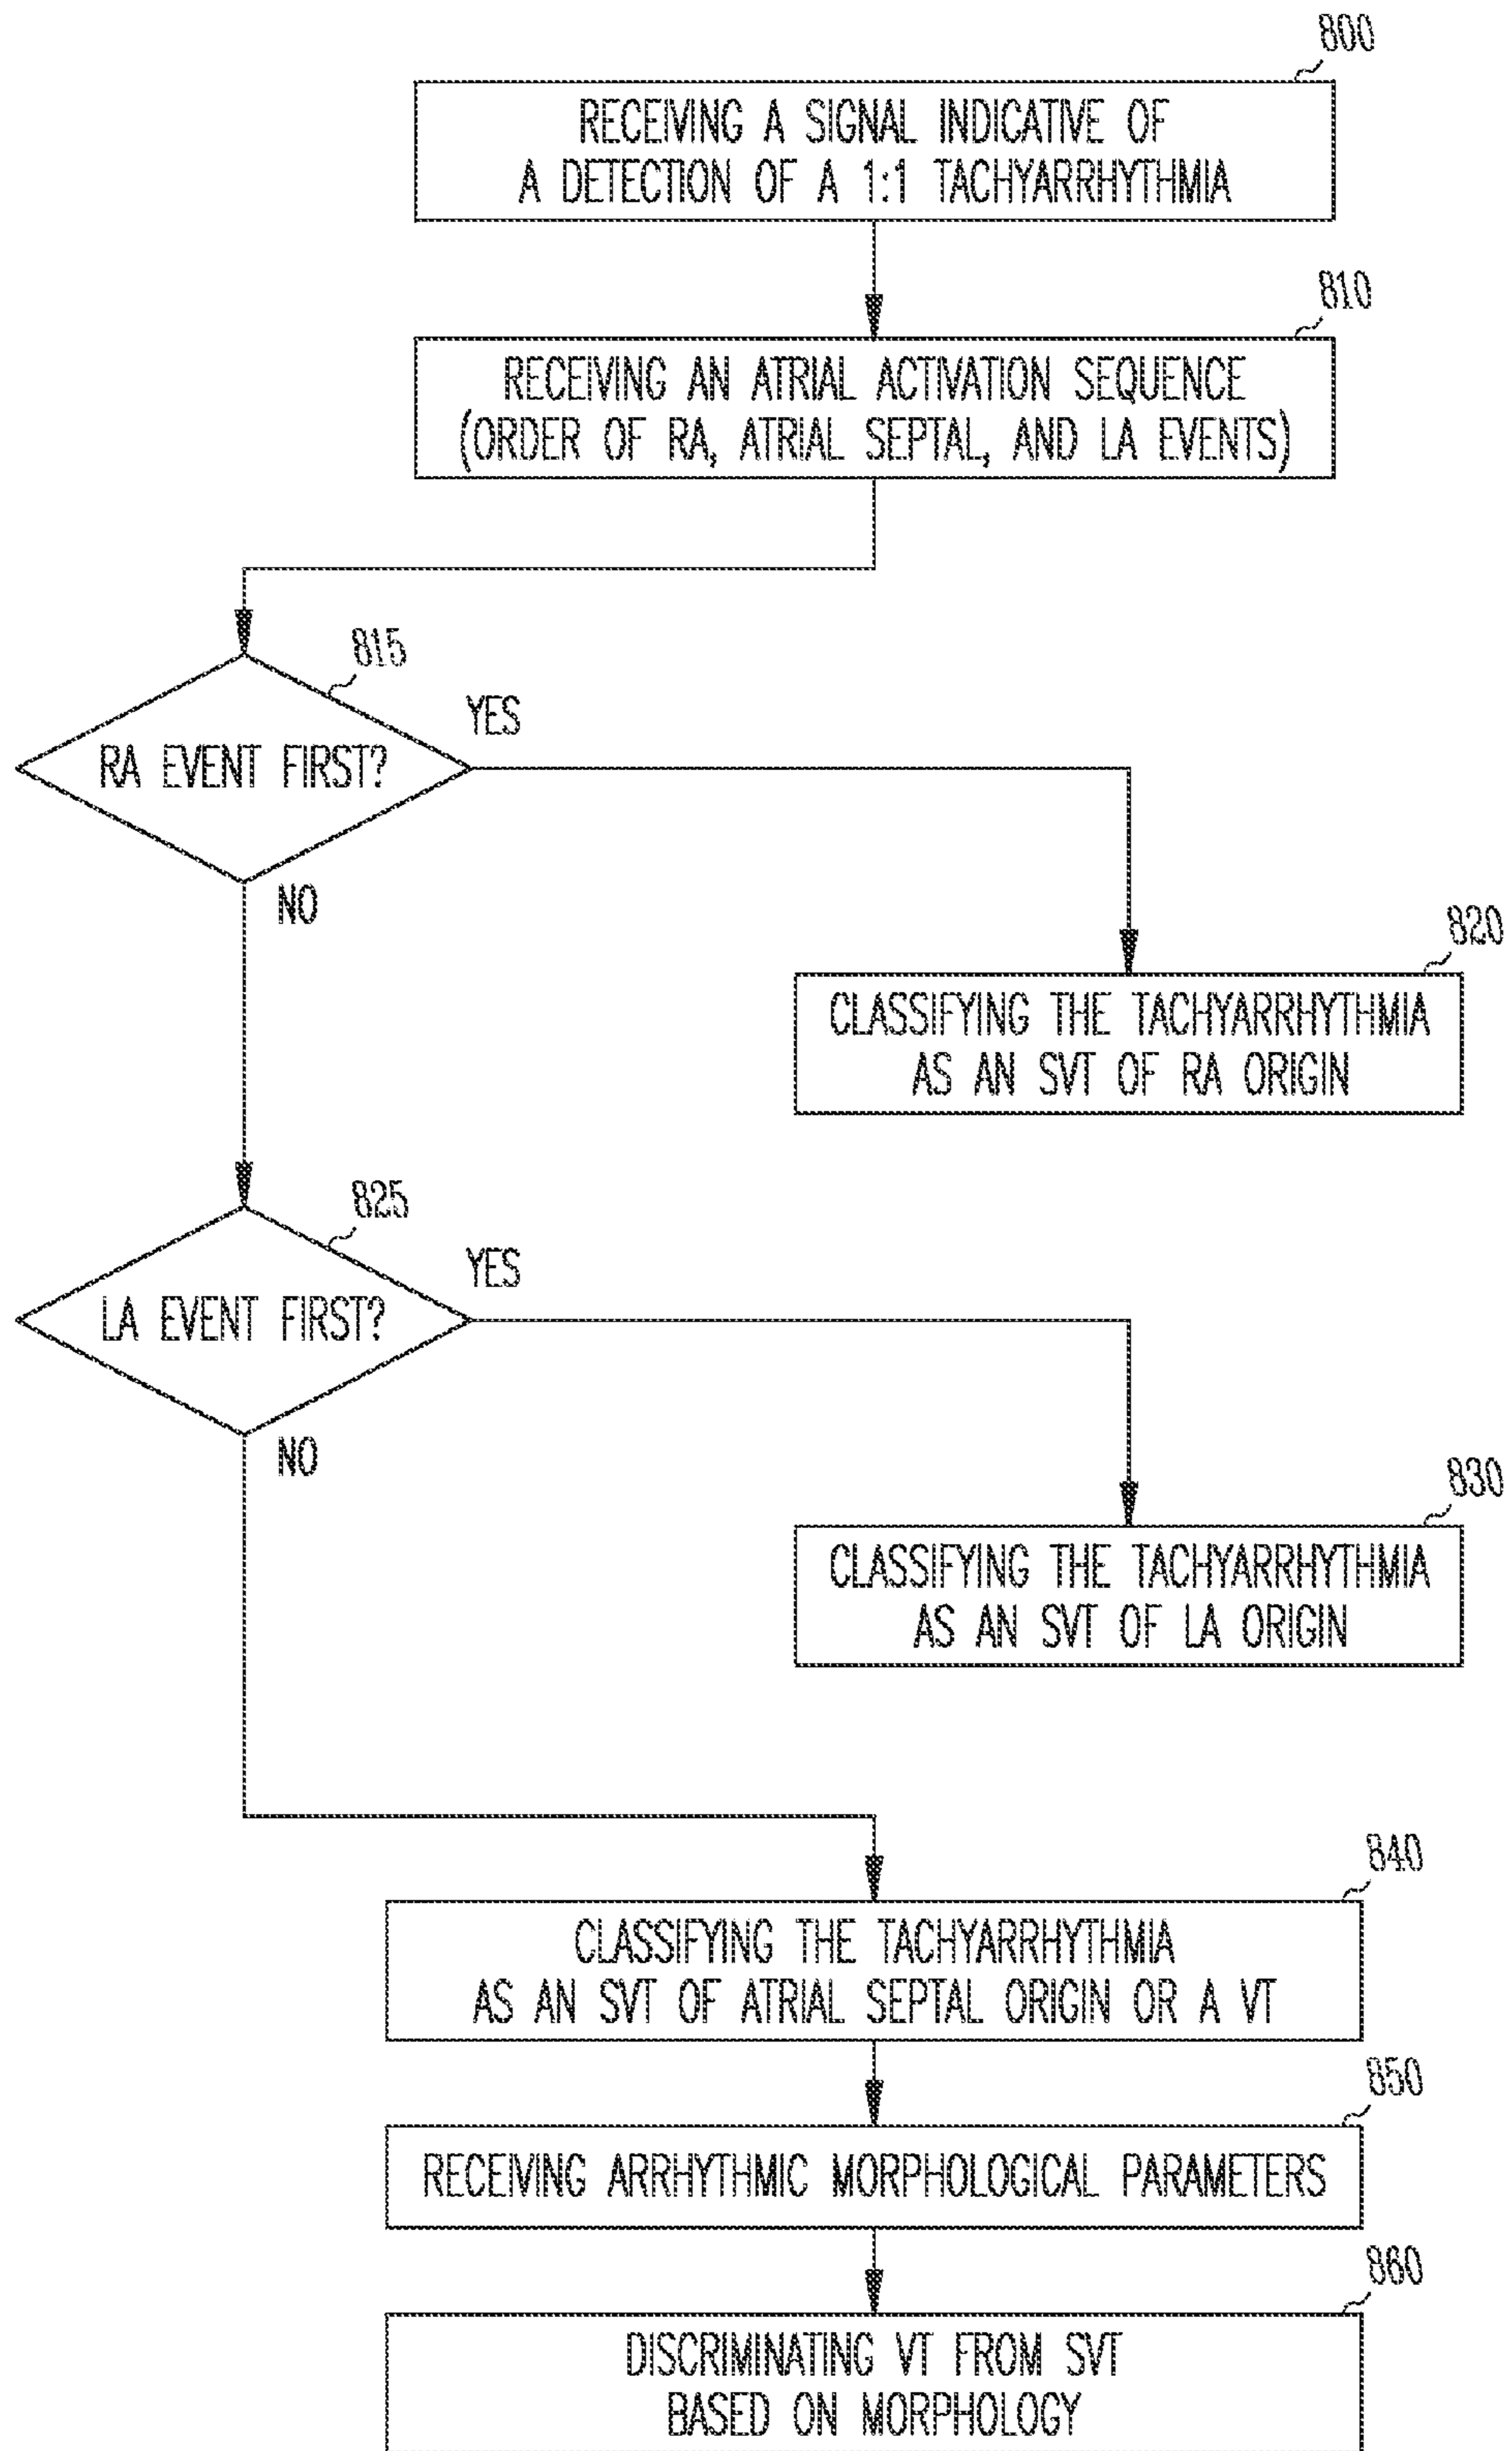 800
RECEIVING A SIGNAL INDICATIVE OF
A DETECTION OF A 1:1 TACHYARRHYTHMIA
810
RECEIVING AN ATRIAL ACTIVATION SEQUENCE
(ORDER OF RA, ATRIAL SEPTAL, AND LA EVENTS)
815
RA EVENT FIRST?
YES
NO
820
CLASSIFYING THE TACHYARRHYTHMIA
AS AN SVT OF RA ORIGIN
825
LA EVENT FIRST?
YES
NO
830
CLASSIFYING THE TACHYARRHYTHMIA
AS AN SVT OF LA ORIGIN
840
CLASSIFYING THE TACHYARRHYTHMIA
AS AN SVT OF ATRIAL SEPTAL ORIGIN OR A VT
850
RECEIVING ARRHYTHMIC MORPHOLOGICAL PARAMETERS
860
DISCRIMINATING VT FROM SVT
BASED ON MORPHOLOGY